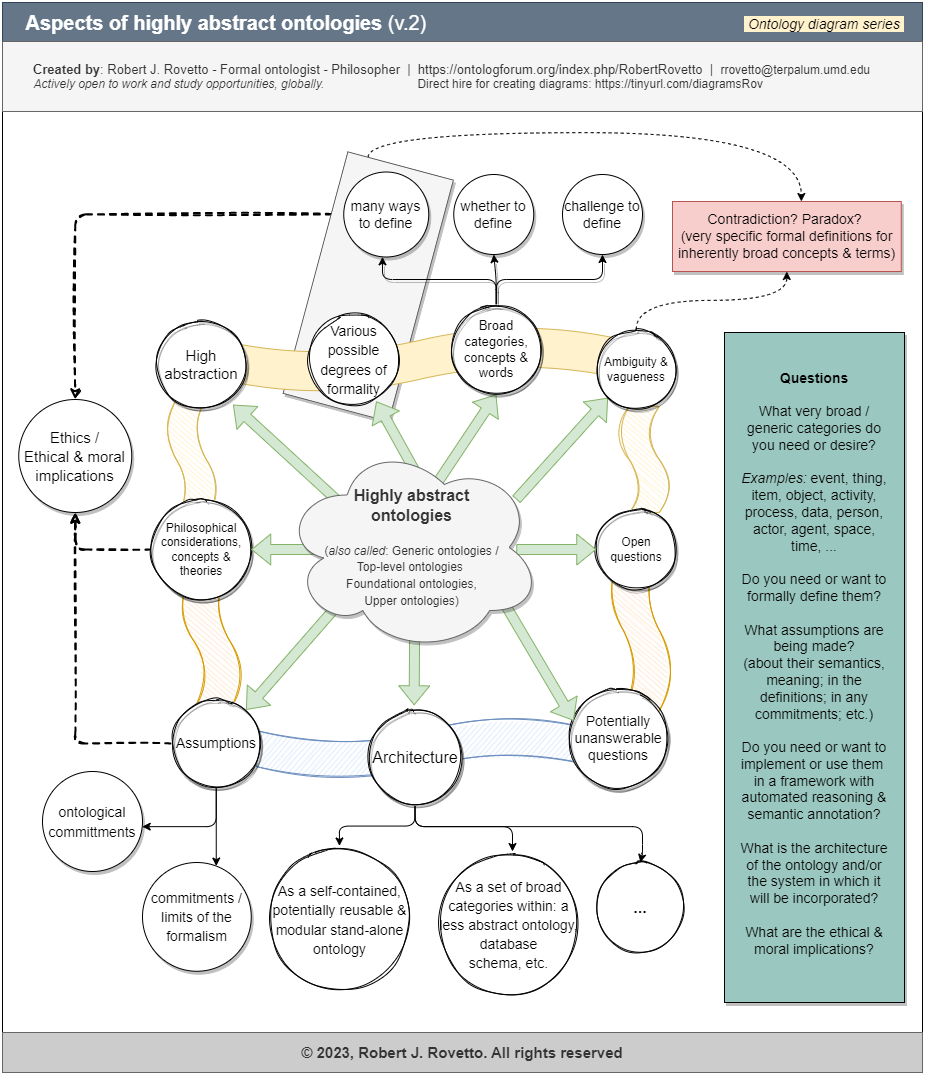 Aspects of highly abstract ontologies (v.2)
Ontology diagram series
Created by: Robert J. Rovetto - Formal ontologist - Philosopher | https://ontologforum.org/index.php/RobertRovetto | rrovetto@terpalum.umd.edu
Actively open to work and study opportunities, globally.
Direct hire for creating diagrams: https://tinyurl.com/diagramsRov
many ways
to define
whether to
define
challenge to
define
Contradiction? Paradox?
(very specific formal definitions for
inherently broad concepts & terms)
High
abstraction
Various
possible
degrees of
formality
Broad
categories,
concepts &
words
Ambiguity &
vagueness
Ethics /
Ethical & moral
implications
Highly abstract
ontologies
(also called: Generic ontologies /
Top-level ontologies
Foundational ontologies,
Upper ontologies)
Philosophical
considerations,
concepts &
theories
Open
questions
Assumptions
Architecture
Potentially
unanswerable
questions
ontological
committments
commitments /
limits of the
formalism
As a self-contained,
potentially reusable &
modular stand-alone
ontology
As a set of broad
categories within: a
less abstract ontology,
database
schema, etc.
...
Questions
What very broad /
generic categories do
you need or desire?
Examples: event, thing,
item, object, activity,
process, data, person,
actor, agent, space,
time, ...
Do you need or want to
formally define them?
What assumptions are
being made?
(about their semantics,
meaning; in the
definitions; in any
commitments; etc.)
Do you need or want to
implement or use them
in a framework with
automated reasoning &
semantic annotation?
What is the architecture
of the ontology and/or
the system in which it
will be incorporated?
What are the ethical &
moral implications?
© 2023, Robert J. Rovetto. All rights reserved